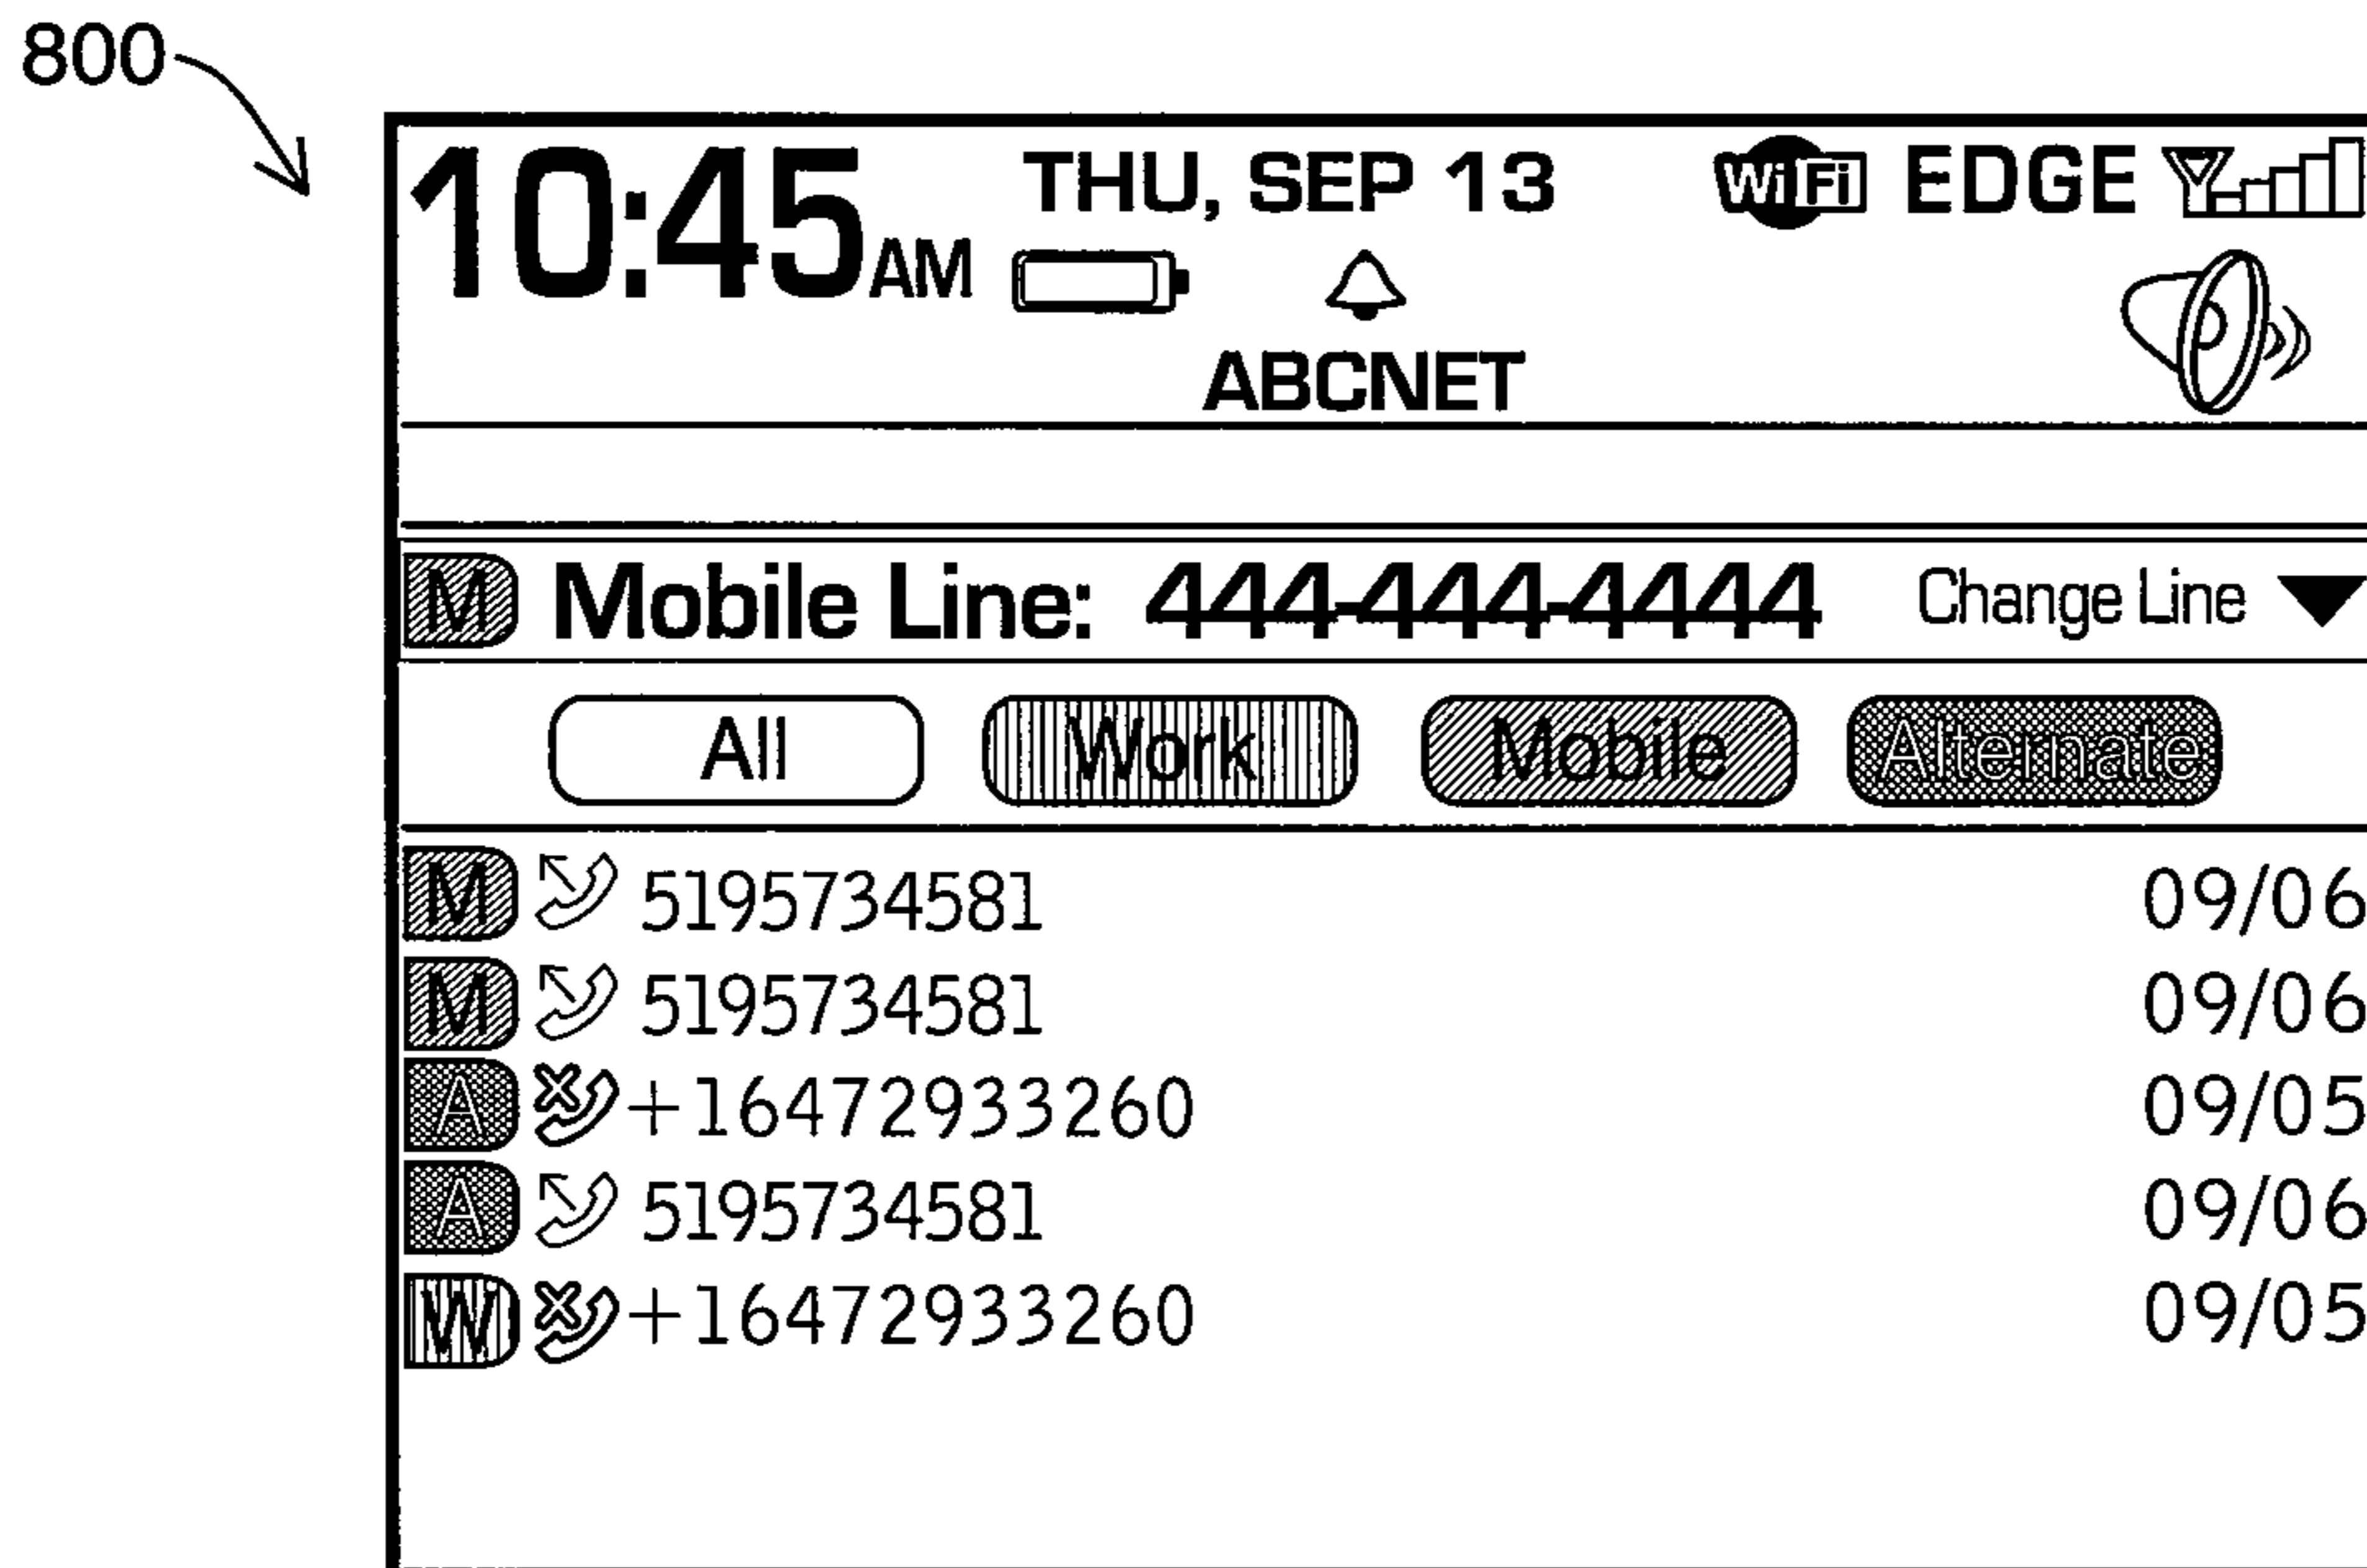 800
10:45AM THU, SEP 13 WiFi EDGE
ABCNET
M Mobile Line: 444-444-4444 Change Line
All Work Mobile Alternate
M 5195734581 09/06
M 5195734581 09/06
A +16472933260 09/05
A 5195734581 09/06
W +16472933260 09/05